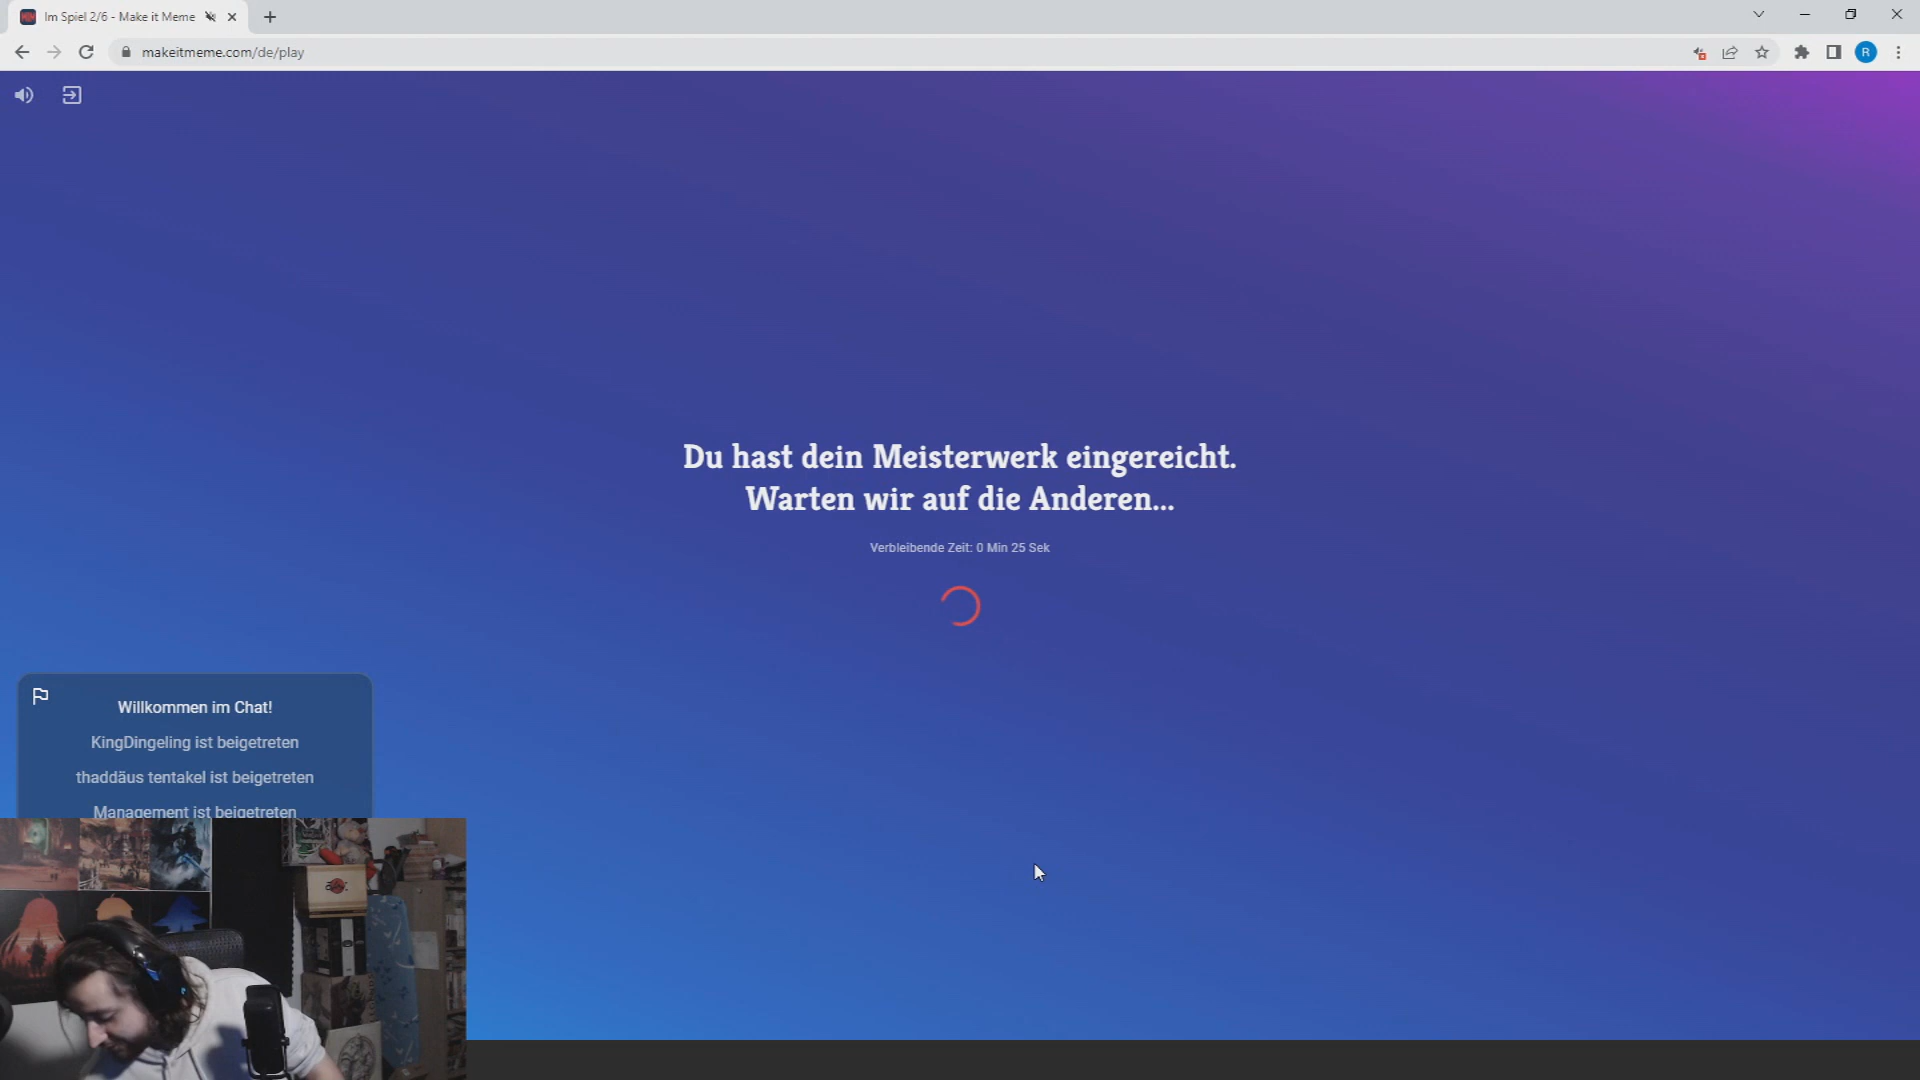 Im Spiel 2/6 - Make it Meme
makeitmeme.com/de/play
R
Du hast dein Meisterwerk eingereicht.
Warten wir auf die Anderen...
Verbleibende Zeit: 0 Min 25 Sek
Willkommen im Chat!
KingDingeling ist beigetreten
thaddäus tentakel ist beigetreten
Management ist beigetreten